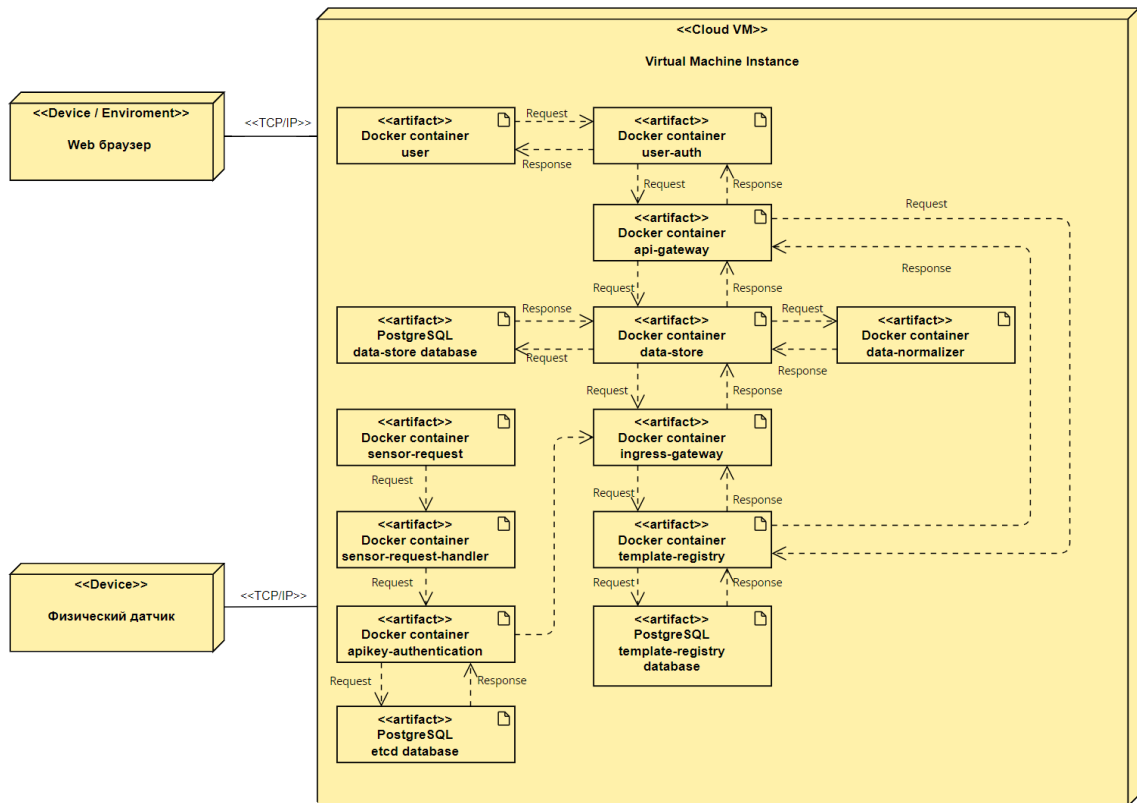 <<Cloud VM>>
Virtual Machine Instance
<<Device / Enviroment>>
Web браузер
<<TCP/IP>>
<<artifact>>
Docker container
user
Request
Response
<<artifact>>
Docker container
user-auth
Request
Response
<<artifact>>
Docker container
api-gateway
Request
Response
Request
Response
<<artifact>>
PostgreSQL
data-store database
Response
Request
<<artifact>>
Docker container
data-store
Request
Response
<<artifact>>
Docker container
data-normalizer
Request
Response
<<artifact>>
Docker container
sensor-request
Request
<<artifact>>
Docker container
ingress-gateway
Request
Response
<<artifact>>
Docker container
sensor-request-handler
Request
<<artifact>>
Docker container
template-registry
Request
Response
<<Device>>
Физический датчик
<<TCP/IP>>
<<artifact>>
Docker container
apikey-authentication
Request
Response
<<artifact>>
PostgreSQL
template-registry
database
<<artifact>>
PostgreSQL
etcd database